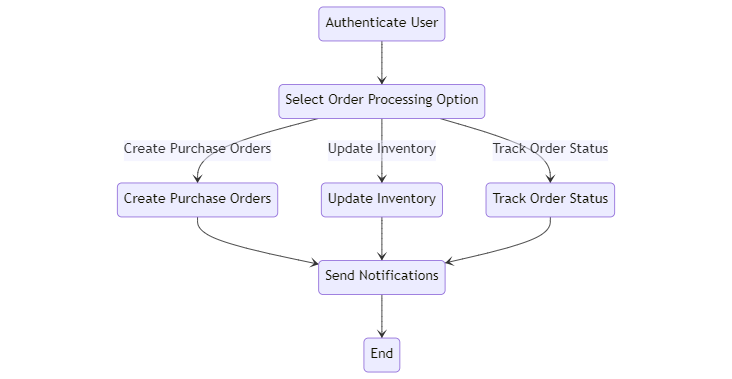 Authenticate User
Select Order Processing Option
Create Purchase Orders
Update Inventory
Track Order Status
Create Purchase Orders
Update Inventory
Track Order Status
Send Notifications
End